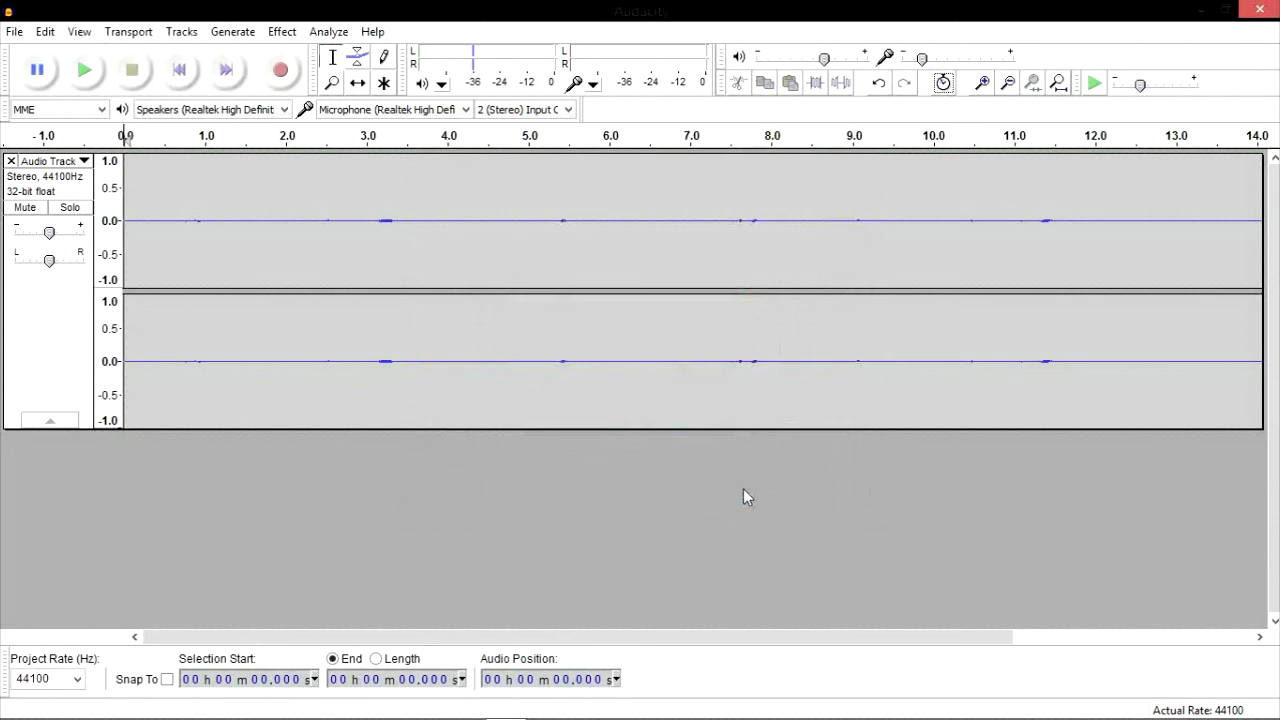 Audacity
File Edit View Transport Tracks Generate Effect Analyze Help
L R L R
-36 -24 -12 0 -36 -24 -12 0
- + - + - +
MME Speakers (Realtek High Definit Microphone (Realtek High Defi 2 (Stereo) Input C
-1.0 0.0 1.0 2.0 3.0 4.0 5.0 6.0 7.0 8.0 9.0 10.0 11.0 12.0 13.0 14.0
Audio Track 1.0
Stereo, 44100Hz
32-bit float 0.5
Mute Solo
- + 0.0
L R -0.5
-1.0
1.0
0.5
0.0
-0.5
-1.0
Project Rate (Hz): Selection Start: End Length Audio Position:
44100 Snap To 00 h 00 m 00.000 s 00 h 00 m 00.000 s 00 h 00 m 00.000 s
Actual Rate: 44100